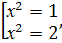 [x² = 1
x² = 2,